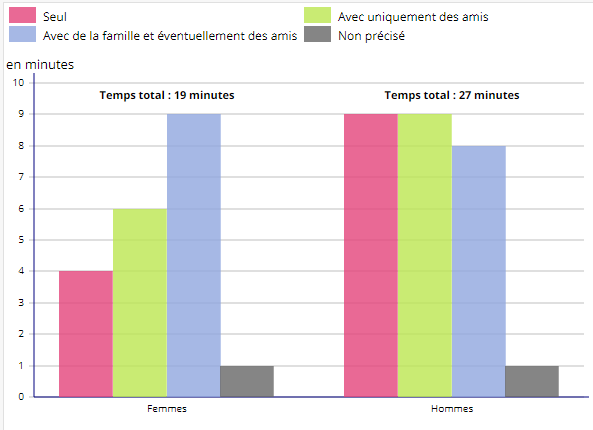 Seul
Avec uniquement des amis
Avec de la famille et éventuellement des amis
Non précisé
en minutes
10
Temps total : 19 minutes
Temps total : 27 minutes
9
8
7
6
5
4
3
2
1
0
Femmes
Hommes